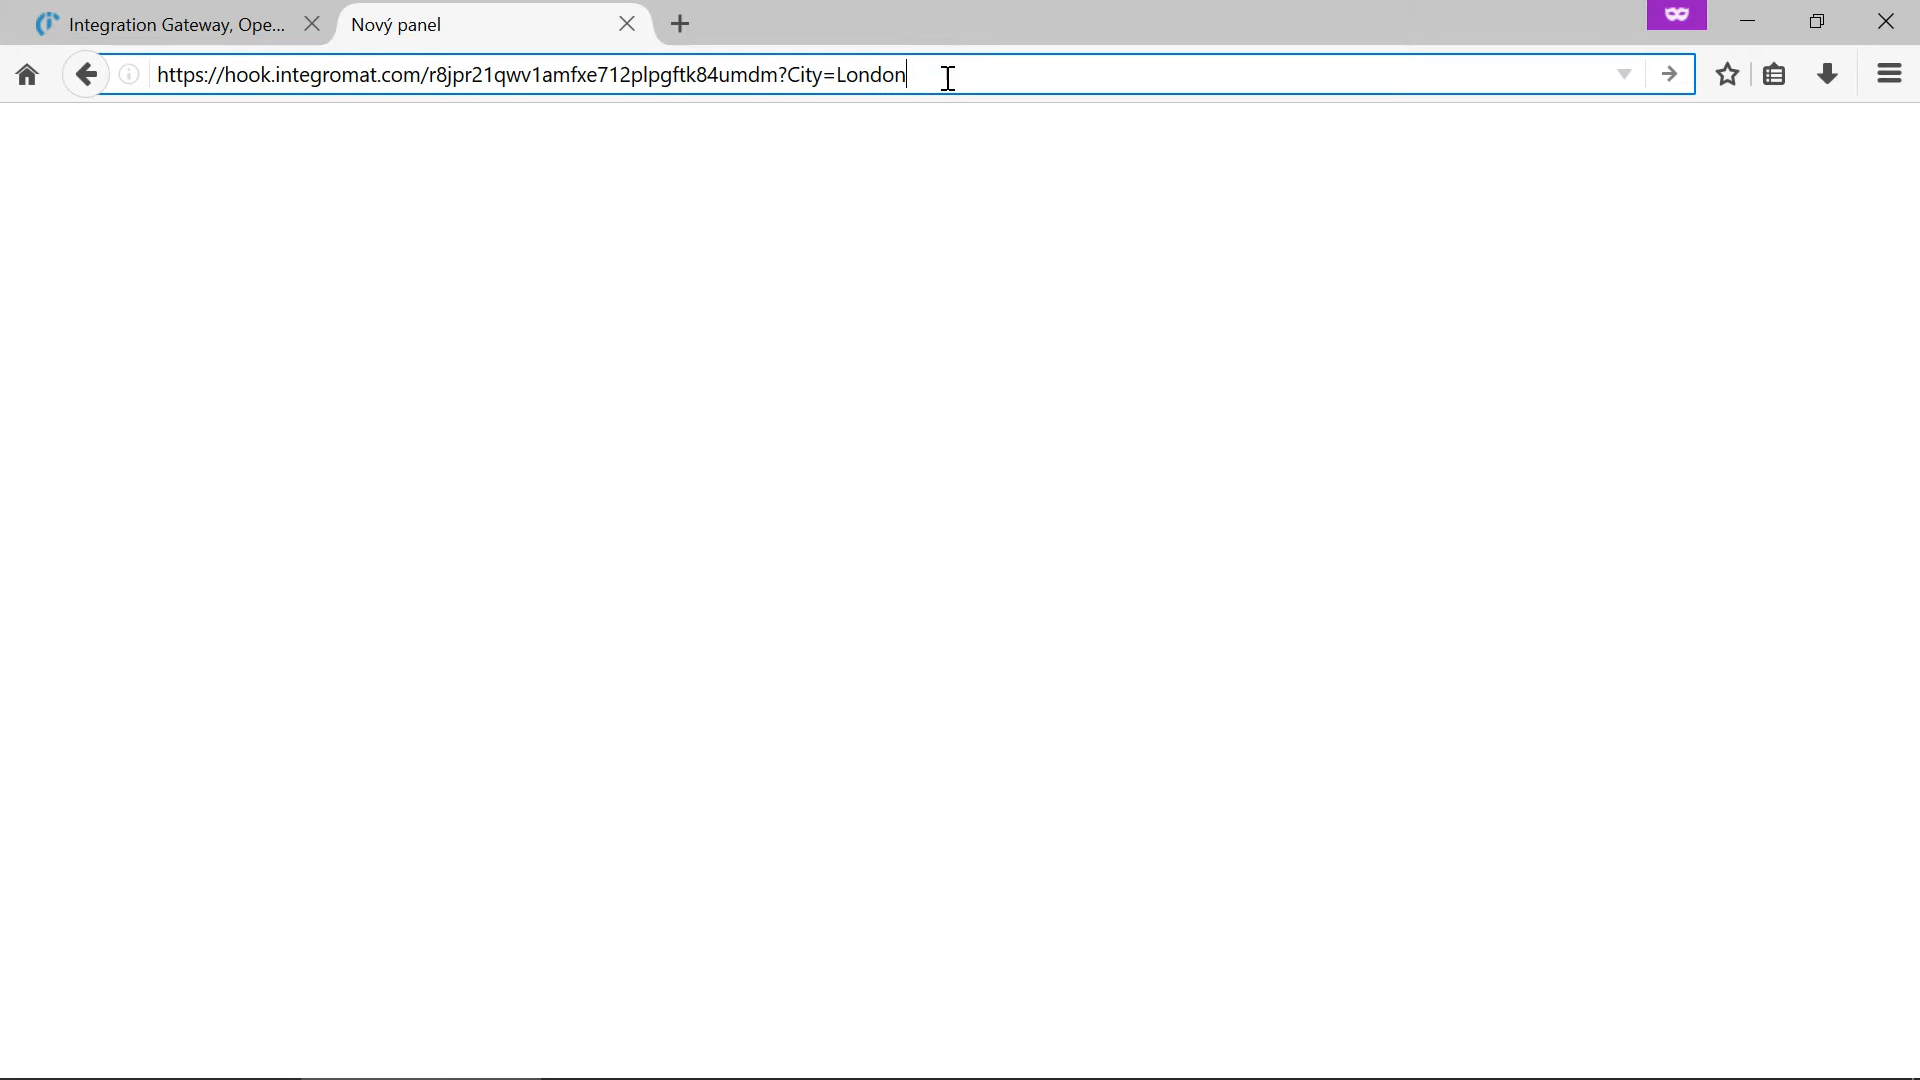 Integration Gateway, Ope...
Nový panel
https://hook.integromat.com/r8jpr21qwv1amfxe712plpgftk84umdm?City=London